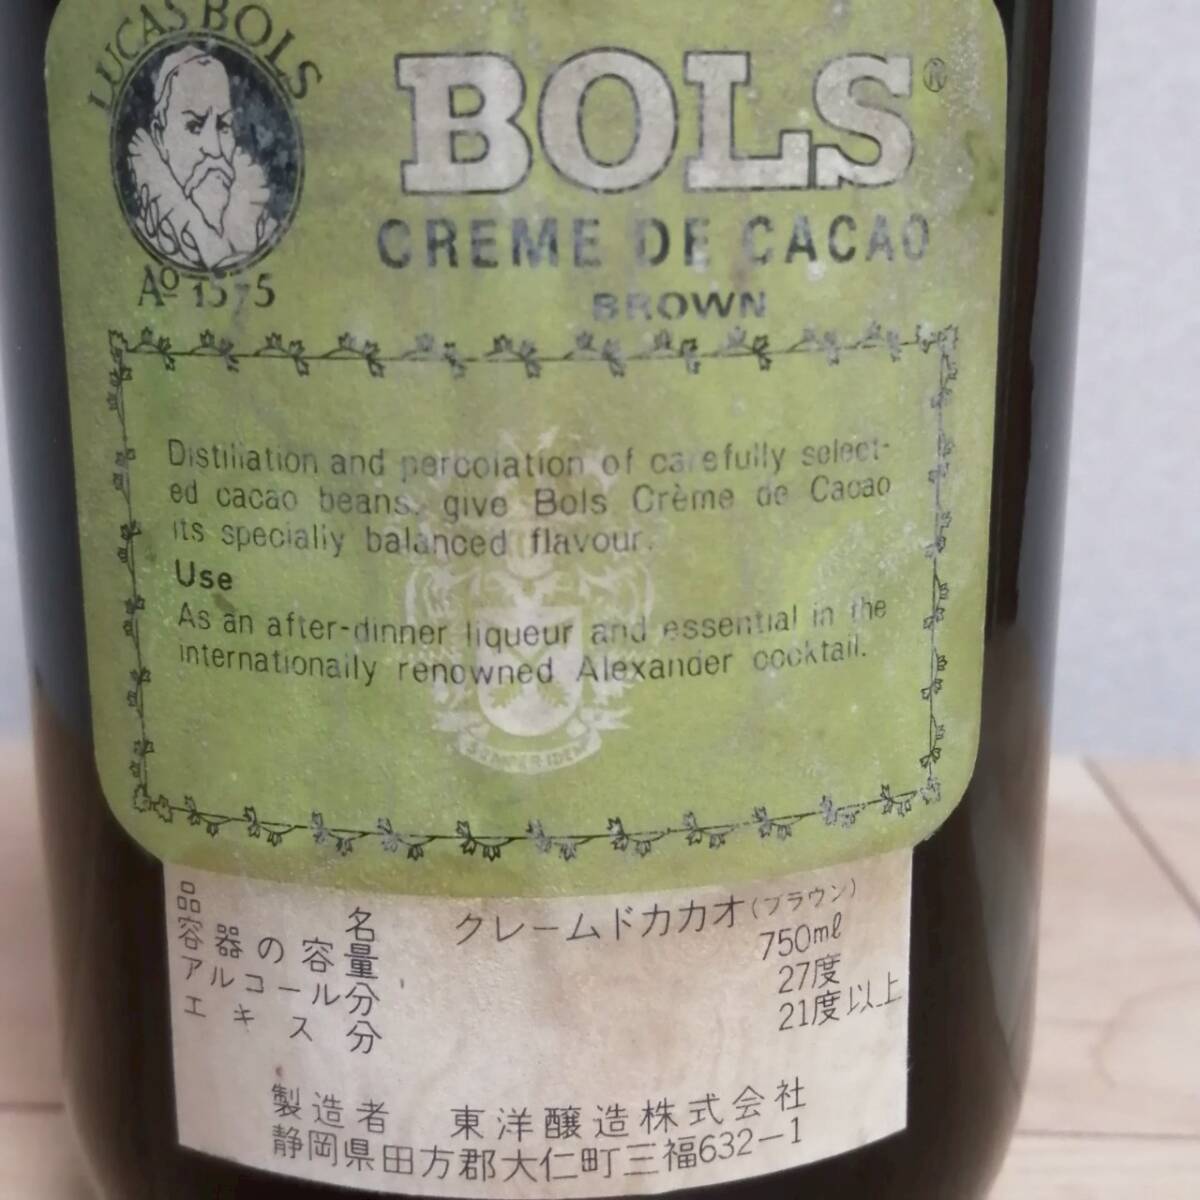 LUCAS BOLS
Aº 1575
BOLS®
CREME DE CACAO
BROWN
Distillation and percolation of carefully select-
ed cacao beans, give Bols Crème de Cacao
its specially balanced flavour.
Use
As an after-dinner liqueur and essential in the
internationally renowned Alexander cocktail.
SEMPER IDEM
品名 クレームドカカオ(ブラウン)
容器の容量 750mℓ
アルコール分 27度
エキス分 21度以上
製造者 東洋醸造株式会社
静岡県田方郡大仁町三福632-1